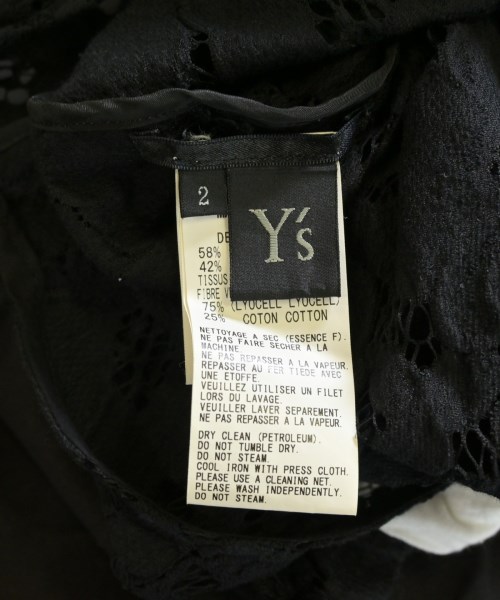 2
Y's
DE
58%
42%
TISSUS
FIBRE V
75% (LYOCELL LYOCELL)
25% COTON COTTON
NETTOYAGE A SEC (ESSENCE F).
NE PAS FAIRE SECHER A LA
MACHINE.
NE PAS REPASSER A LA VAPEUR.
REPASSER AU FER TIEDE AVEC
UNE ETOFFE.
VEUILLEZ UTILISER UN FILET
LORS DU LAVAGE.
VEUILLER LAVER SEPAREMENT.
NE PAS REPASSER A LA VAPEUR.
DRY CLEAN (PETROLEUM).
DO NOT TUMBLE DRY.
DO NOT STEAM.
COOL IRON WITH PRESS CLOTH.
PLEASE USE A CLEANING NET.
PLEASE WASH INDEPENDENTLY.
DO NOT STEAM.